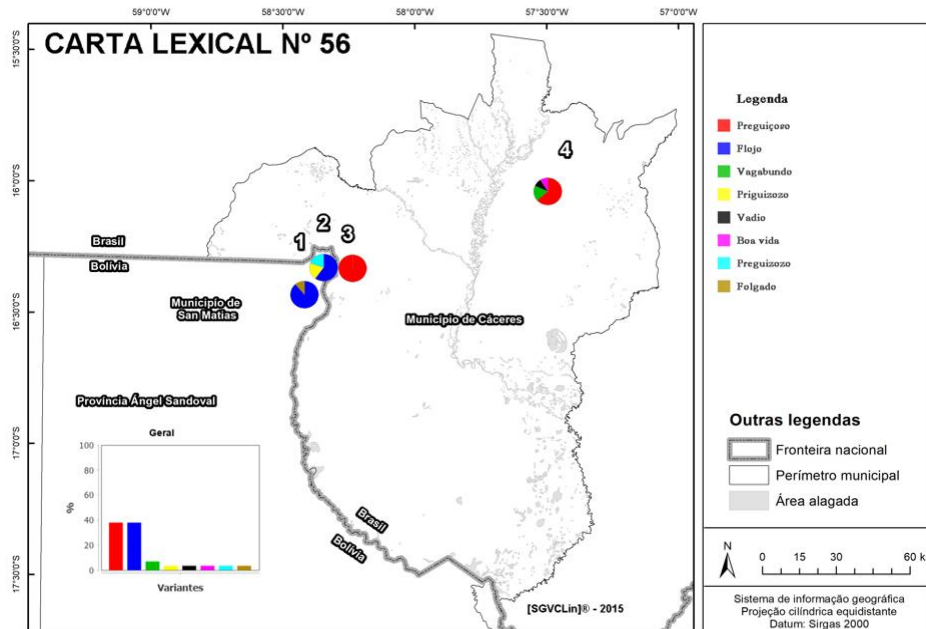 59°0'0"W 58°30'0"W 58°0'0"W 57°30'0"W 57°0'0"W
CARTA LEXICAL Nº 56
15°30'0"S
16°0'0"S
16°30'0"S
17°0'0"S
17°30'0"S
1
2
3
4
Brasil
Bolívia
Município de
San Matías
Município de Cáceres
Província Ángel Sandoval
Geral
%
100
80
60
40
20
0
Variantes
Brasil
Bolívia
[SGVCLin]® - 2015
Legenda
Preguiçoso
Flojo
Vagabundo
Priguizozo
Vadio
Boa vida
Preguizozo
Folgado
Outras legendas
Fronteira nacional
Perímetro municipal
Área alagada
N
0 15 30 60 k
Sistema de informação geográfica
Projeção cilíndrica equidistante
Datum: Sirgas 2000